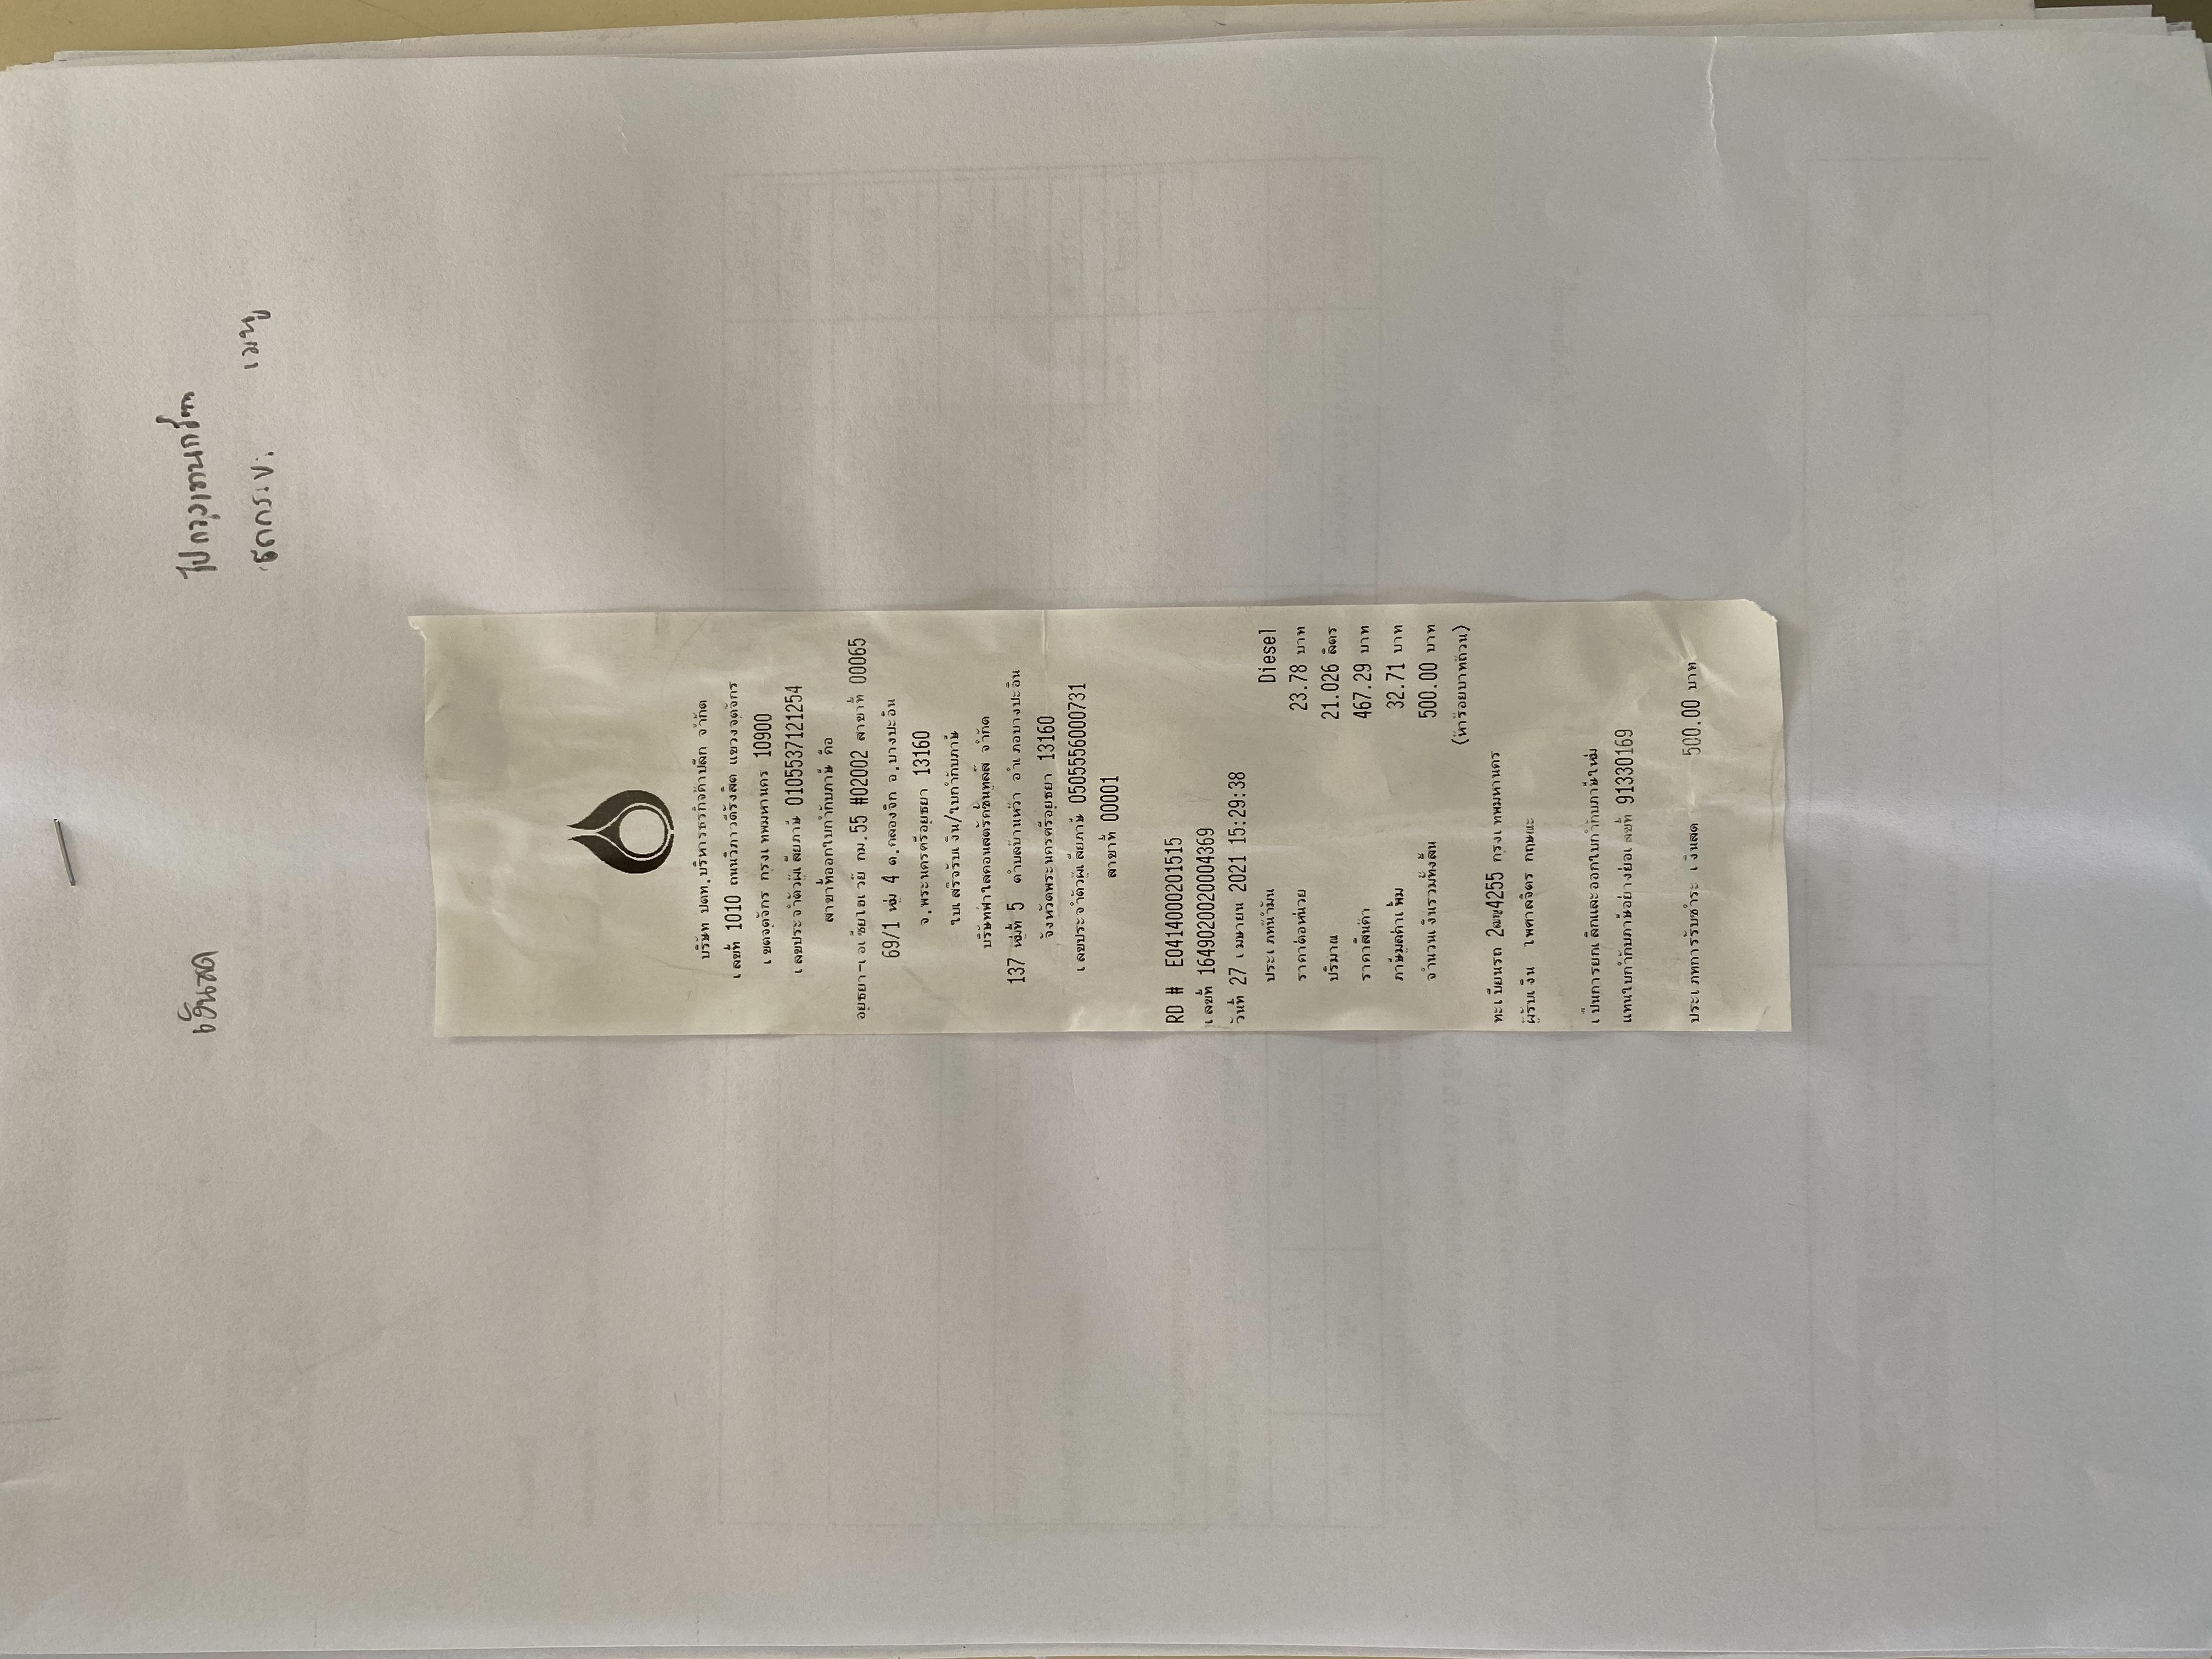 เงินสด
รถกระบะ เมษู
บริษัท ปตท.บริหารธุรกิจค้าปลีก จำกัด
เลขที่ 1010 ถนนวิภาวดีรังสิต แขวงจตุจักร
เขตจตุจักร กรุงเทพมหานคร 10900
เลขประจำตัวผู้เสียภาษี 0105537121254
สาขาที่ออกใบกำกับภาษี คือ
อยุธยา-เอเชียไฮเวย์ กม.55 #02002 สาขาที่ 00065
69/1 หมู่ 4 ต.คลองจิก อ.บางปะอิน
จ.พระนครศรีอยุธยา 13160
ใบเสร็จรับเงิน/ใบกำกับภาษี
บริษัทฟาใสคอนสตรัคชั่นทูลส์ จำกัด
137 หมู่ที่ 5 ตำบลบ้านหว้า อำเภอบางปะอิน
จังหวัดพระนครศรีอยุธยา 13160
เลขประจำตัวผู้เสียภาษี 0505556000731
สาขาที่ 00001
RD # E0414000201515
เลขที่ 1649020020004369
วันที่ 27 เมษายน 2021 15:29:38
ประเภทน้ำมัน Diesel
ราคาต่อหน่วย 23.78 บาท
ปริมาณ 21.026 ลิตร
ราคาสินค้า 467.29 บาท
ภาษีมูลค่าเพิ่ม 32.71 บาท
จำนวนเงินรวมทั้งสิ้น 500.00 บาท
(ห้าร้อยบาทถ้วน)
ทะเบียนรถ 2ฒญ4255 กรุงเทพมหานคร
ผู้รับเงิน ไพศาลจิตร กฤษณะ
เป็นการยกเลิกและออกใบกำกับภาษีใหม่
แทนใบกำกับภาษีอย่างย่อเลขที่ 91330169
ประเภทการรับชำระ เงินสด 500.00 บาท